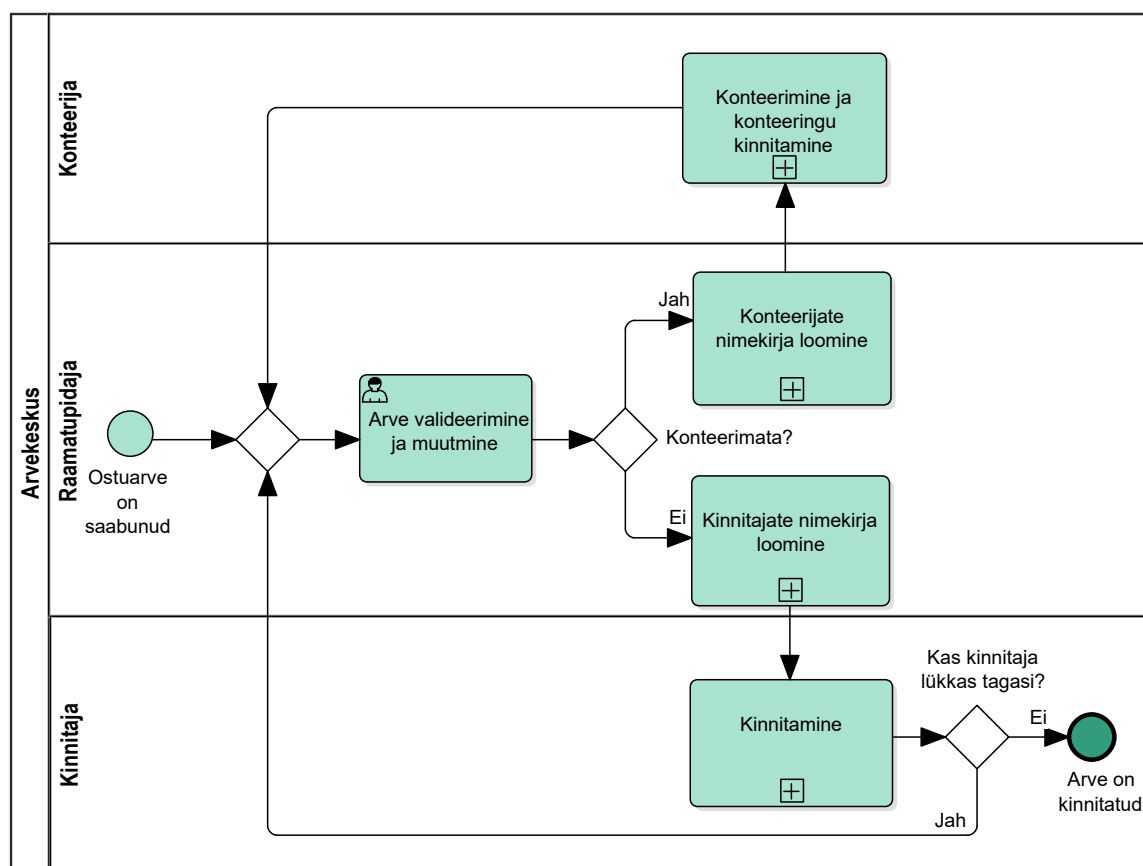 Arvekeskus
Konteerija
Konteerimine ja
konteeringu
kinnitamine
Raamatupidaja
Ostuarve
on
saabunud
Arve valideerimine
ja muutmine
Konteerimata?
Jah
Konteerijate
nimekirja loomine
Ei
Kinnitajate nimekirja
loomine
Kinnitaja
Kinnitamine
Kas kinnitaja
lükkas tagasi?
Ei
Arve on
kinnitatud
Jah